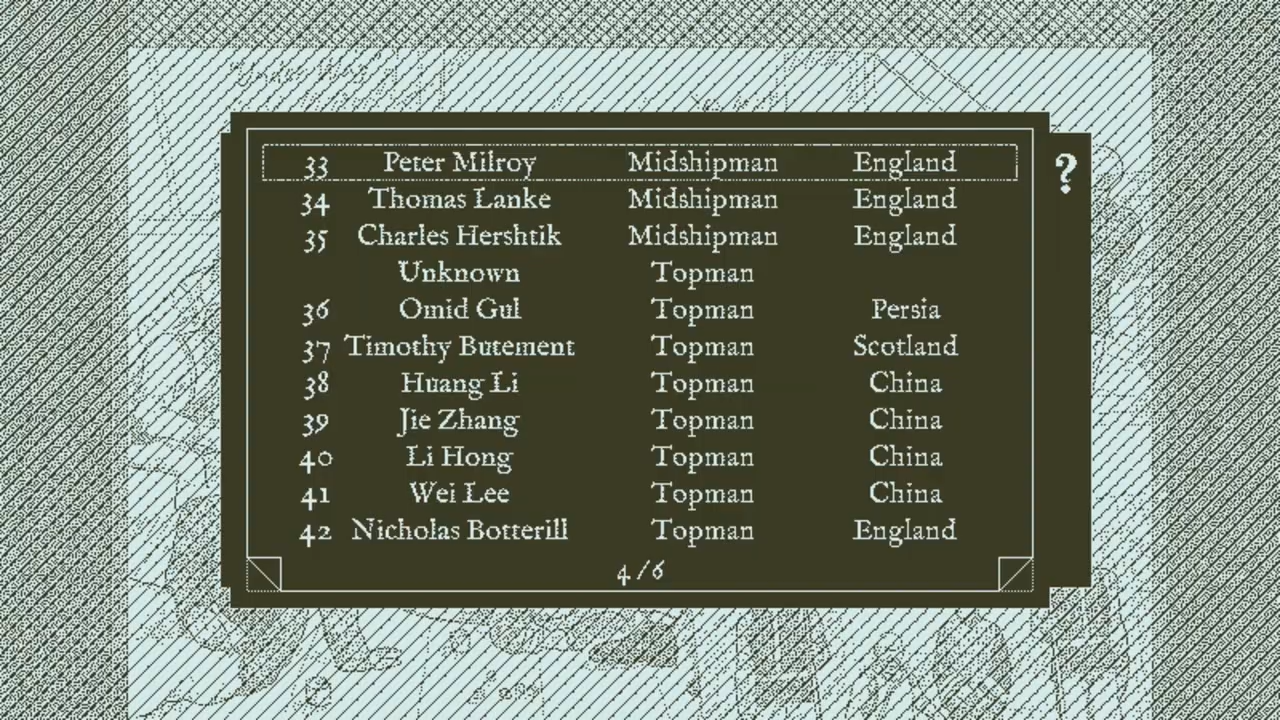 33 Peter Milroy Midshipman England
34 Thomas Lanke Midshipman England
35 Charles Hershtik Midshipman England
Unknown Topman
36 Omid Gul Topman Persia
37 Timothy Butement Topman Scotland
38 Huang Li Topman China
39 Jie Zhang Topman China
40 Li Hong Topman China
41 Wei Lee Topman China
42 Nicholas Botterill Topman England
4/6
?